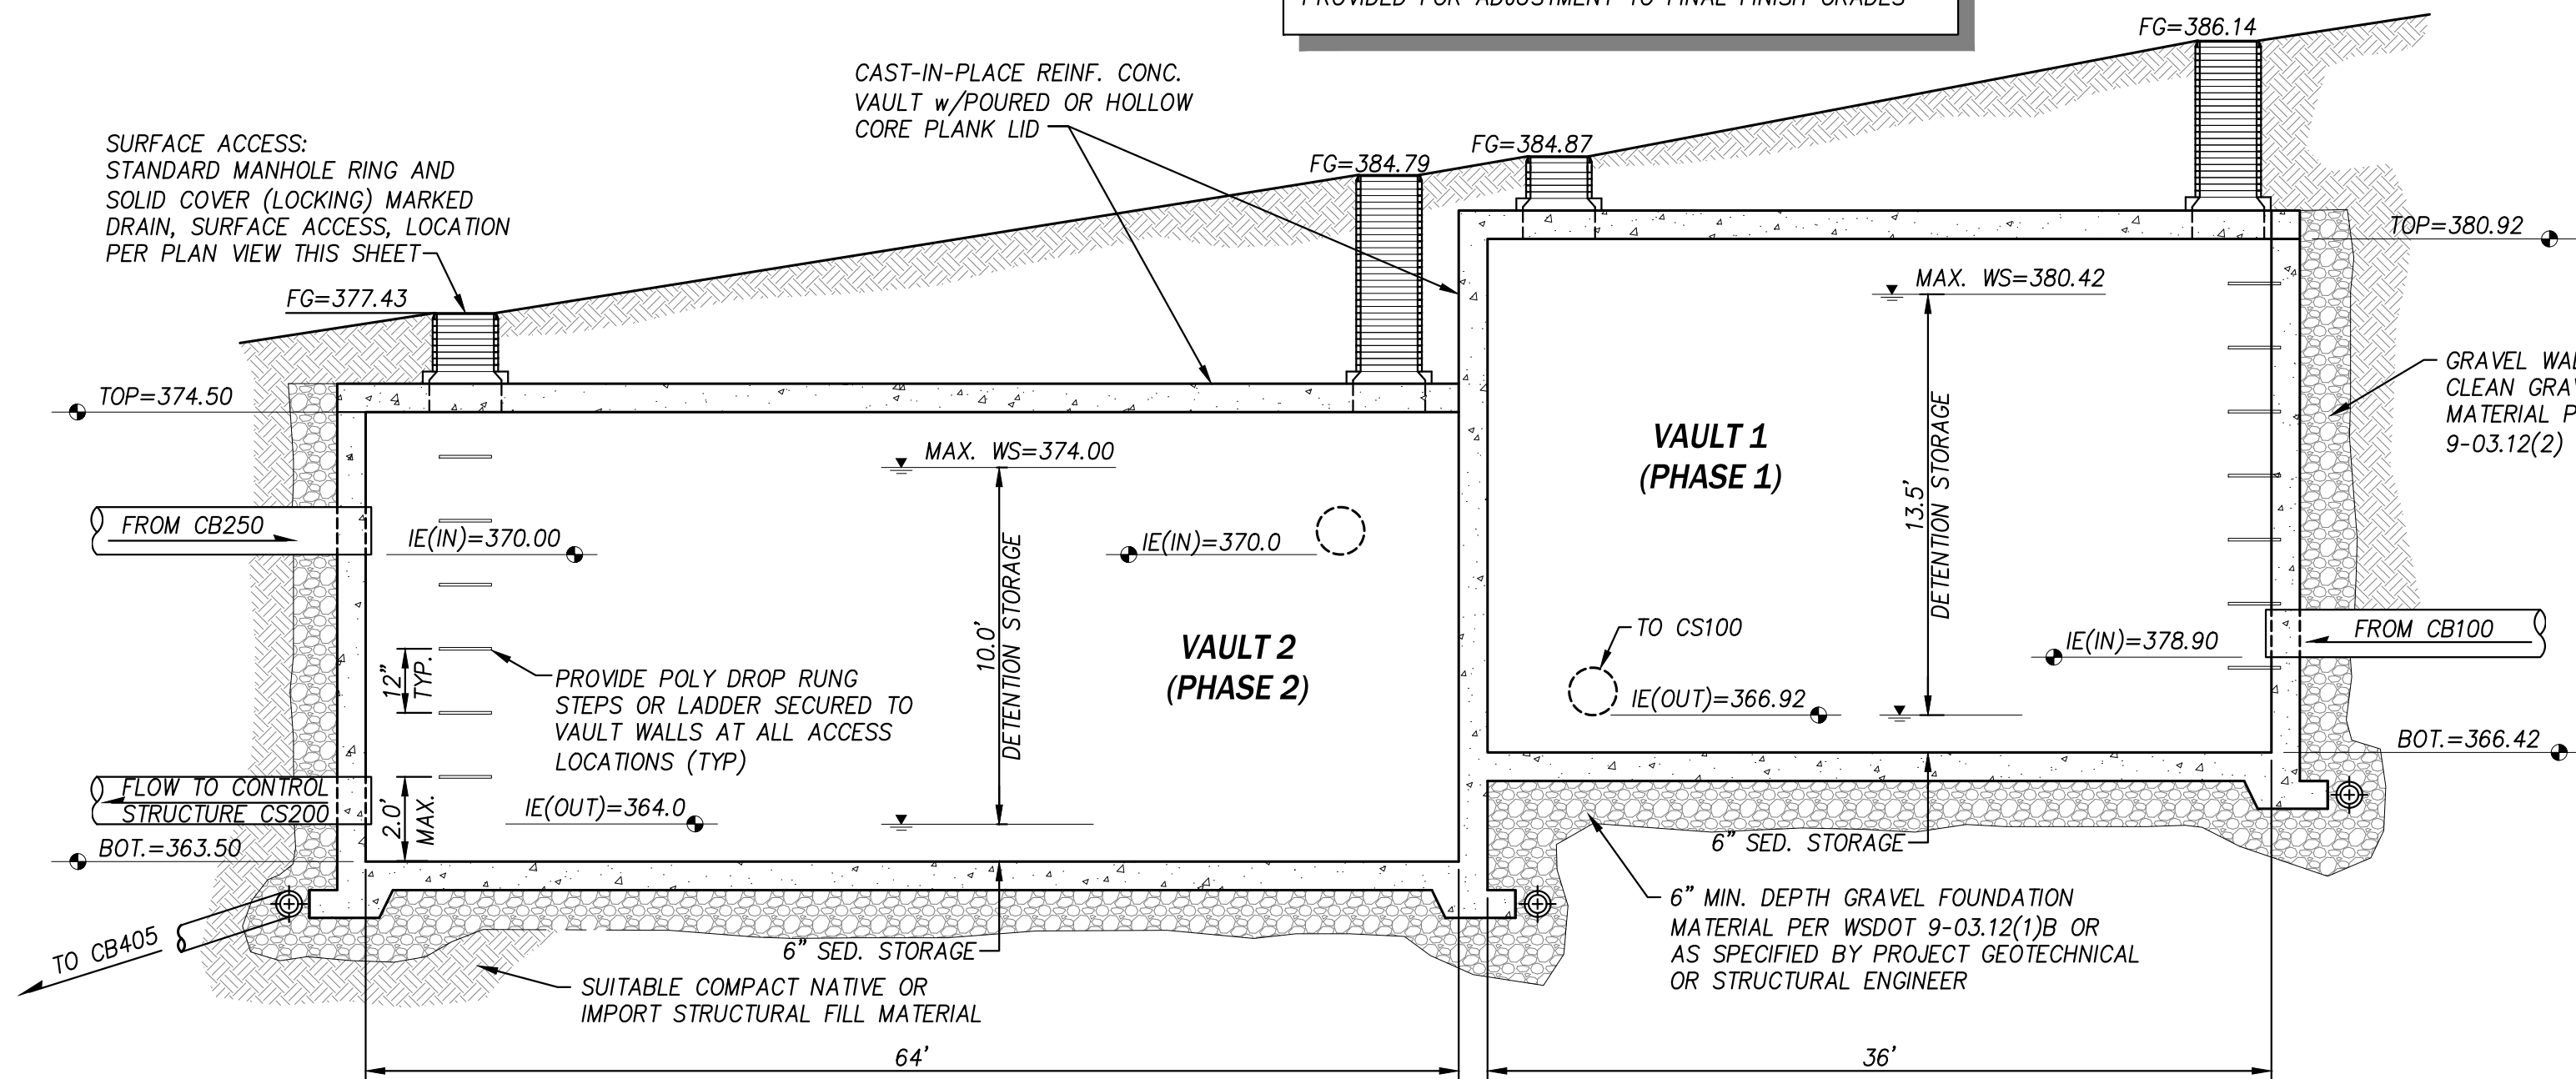 PROVIDED FOR ADJUSTMENT TO FINAL FINISH GRADES
FG=386.14
CAST-IN-PLACE REINF. CONC.
VAULT w/POURED OR HOLLOW
CORE PLANK LID
SURFACE ACCESS:
STANDARD MANHOLE RING AND
SOLID COVER (LOCKING) MARKED
DRAIN, SURFACE ACCESS, LOCATION
PER PLAN VIEW THIS SHEET
FG=384.79
FG=384.87
FG=377.43
TOP=380.92
MAX. WS=380.42
TOP=374.50
MAX. WS=374.00
VAULT 1
(PHASE 1)
13.5'
DETENTION STORAGE
GRAVEL
CLEAN
MATERIAL
9-03.12(2)
FROM CB250
IE(IN)=370.00
IE(IN)=370.0
10.0'
DETENTION STORAGE
VAULT 2
(PHASE 2)
TO CS100
IE(OUT)=366.92
IE(IN)=378.90
FROM CB100
BOT.=366.42
12"
TYP.
PROVIDE POLY DROP RUNG
STEPS OR LADDER SECURED TO
VAULT WALLS AT ALL ACCESS
LOCATIONS (TYP)
FLOW TO CONTROL
STRUCTURE CS200
2.0'
MAX.
IE(OUT)=364.0
BOT.=363.50
6" SED. STORAGE
6" SED. STORAGE
6" MIN. DEPTH GRAVEL FOUNDATION
MATERIAL PER WSDOT 9-03.12(1)B OR
AS SPECIFIED BY PROJECT GEOTECHNICAL
OR STRUCTURAL ENGINEER
TO CB405
SUITABLE COMPACT NATIVE OR
IMPORT STRUCTURAL FILL MATERIAL
64'
36'